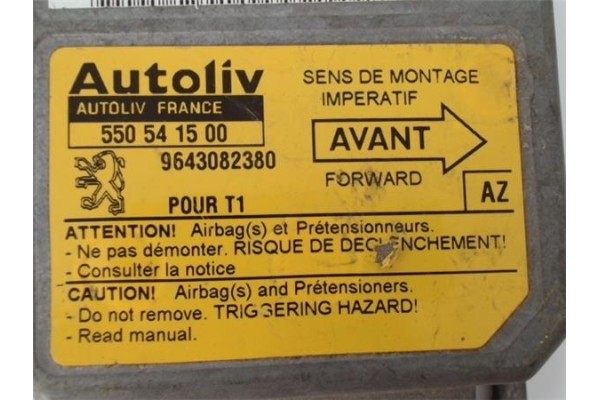 Autoliv
AUTOLIV FRANCE
550 54 15 00
9643082380
POUR T1
SENS DE MONTAGE
IMPERATIF
AVANT
FORWARD
AZ
ATTENTION! Airbag(s) et Prétensionneurs.
- Ne pas démonter. RISQUE DE DECLENCHEMENT!
- Consulter la notice
CAUTION! Airbag(s) and Prétensioners.
- Do not remove. TRIGGERING HAZARD!
- Read manual.